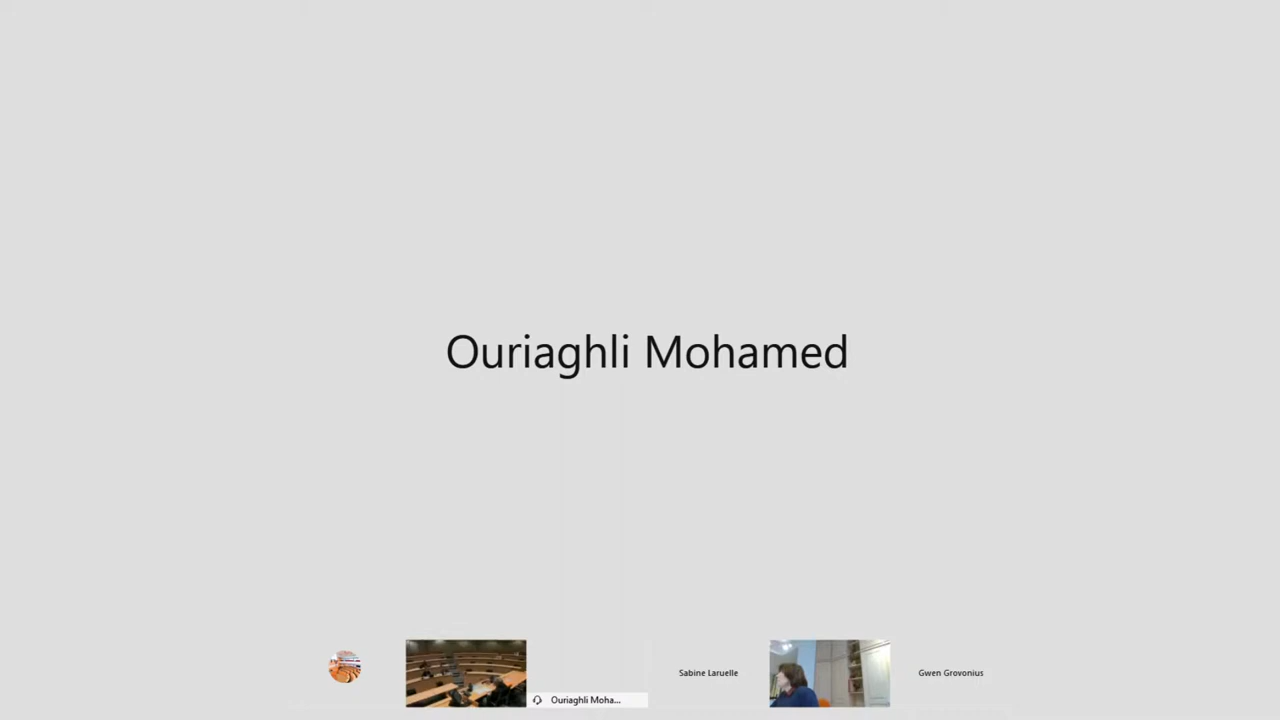 Ouriaghli Mohamed
Ouriaghli Moha...
Sabine Laruelle
Gwen Grovonius